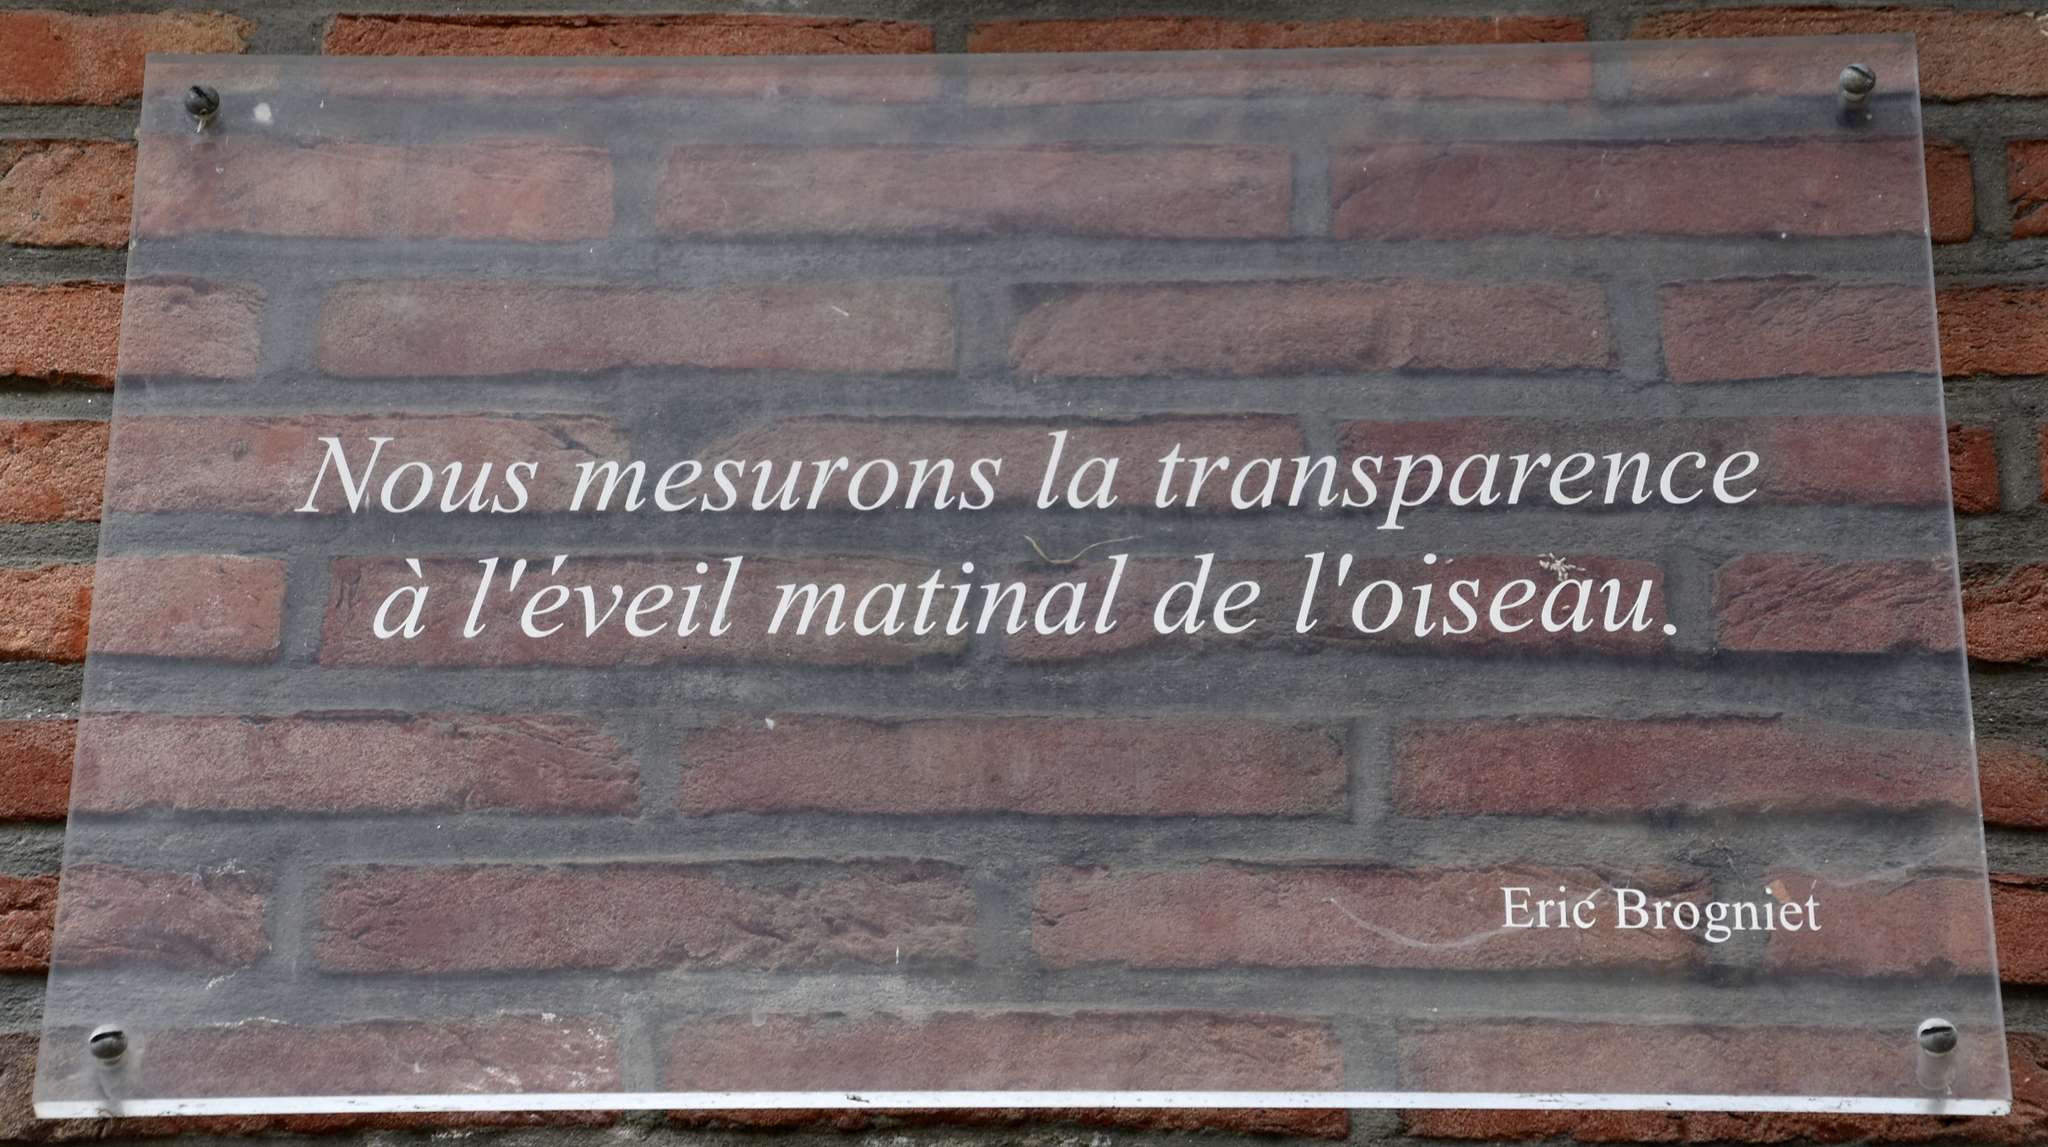 Nous mesurons la transparence
à l'éveil matinal de l'oiseau.
Eric Brogniet